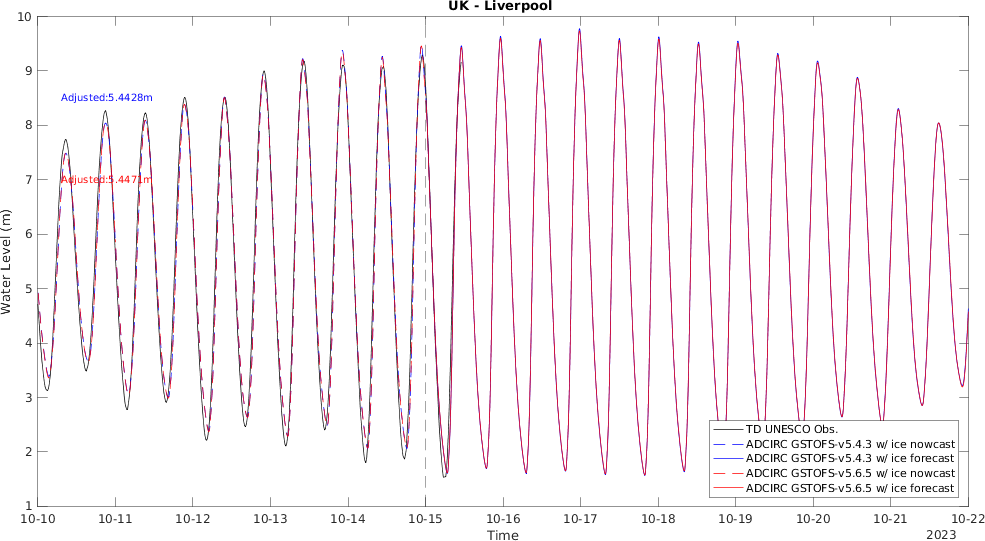 UK - Liverpool
10
9
8
7
6
5
4
3
2
1
Water Level (m)
Adjusted:5.4428m
Adjusted:5.4471m
TD UNESCO Obs.
ADCIRC GSTOFS-v5.4.3 w/ ice nowcast
ADCIRC GSTOFS-v5.4.3 w/ ice forecast
ADCIRC GSTOFS-v5.6.5 w/ ice nowcast
ADCIRC GSTOFS-v5.6.5 w/ ice forecast
10-10 10-11 10-12 10-13 10-14 10-15 10-16 10-17 10-18 10-19 10-20 10-21 10-22
Time
2023